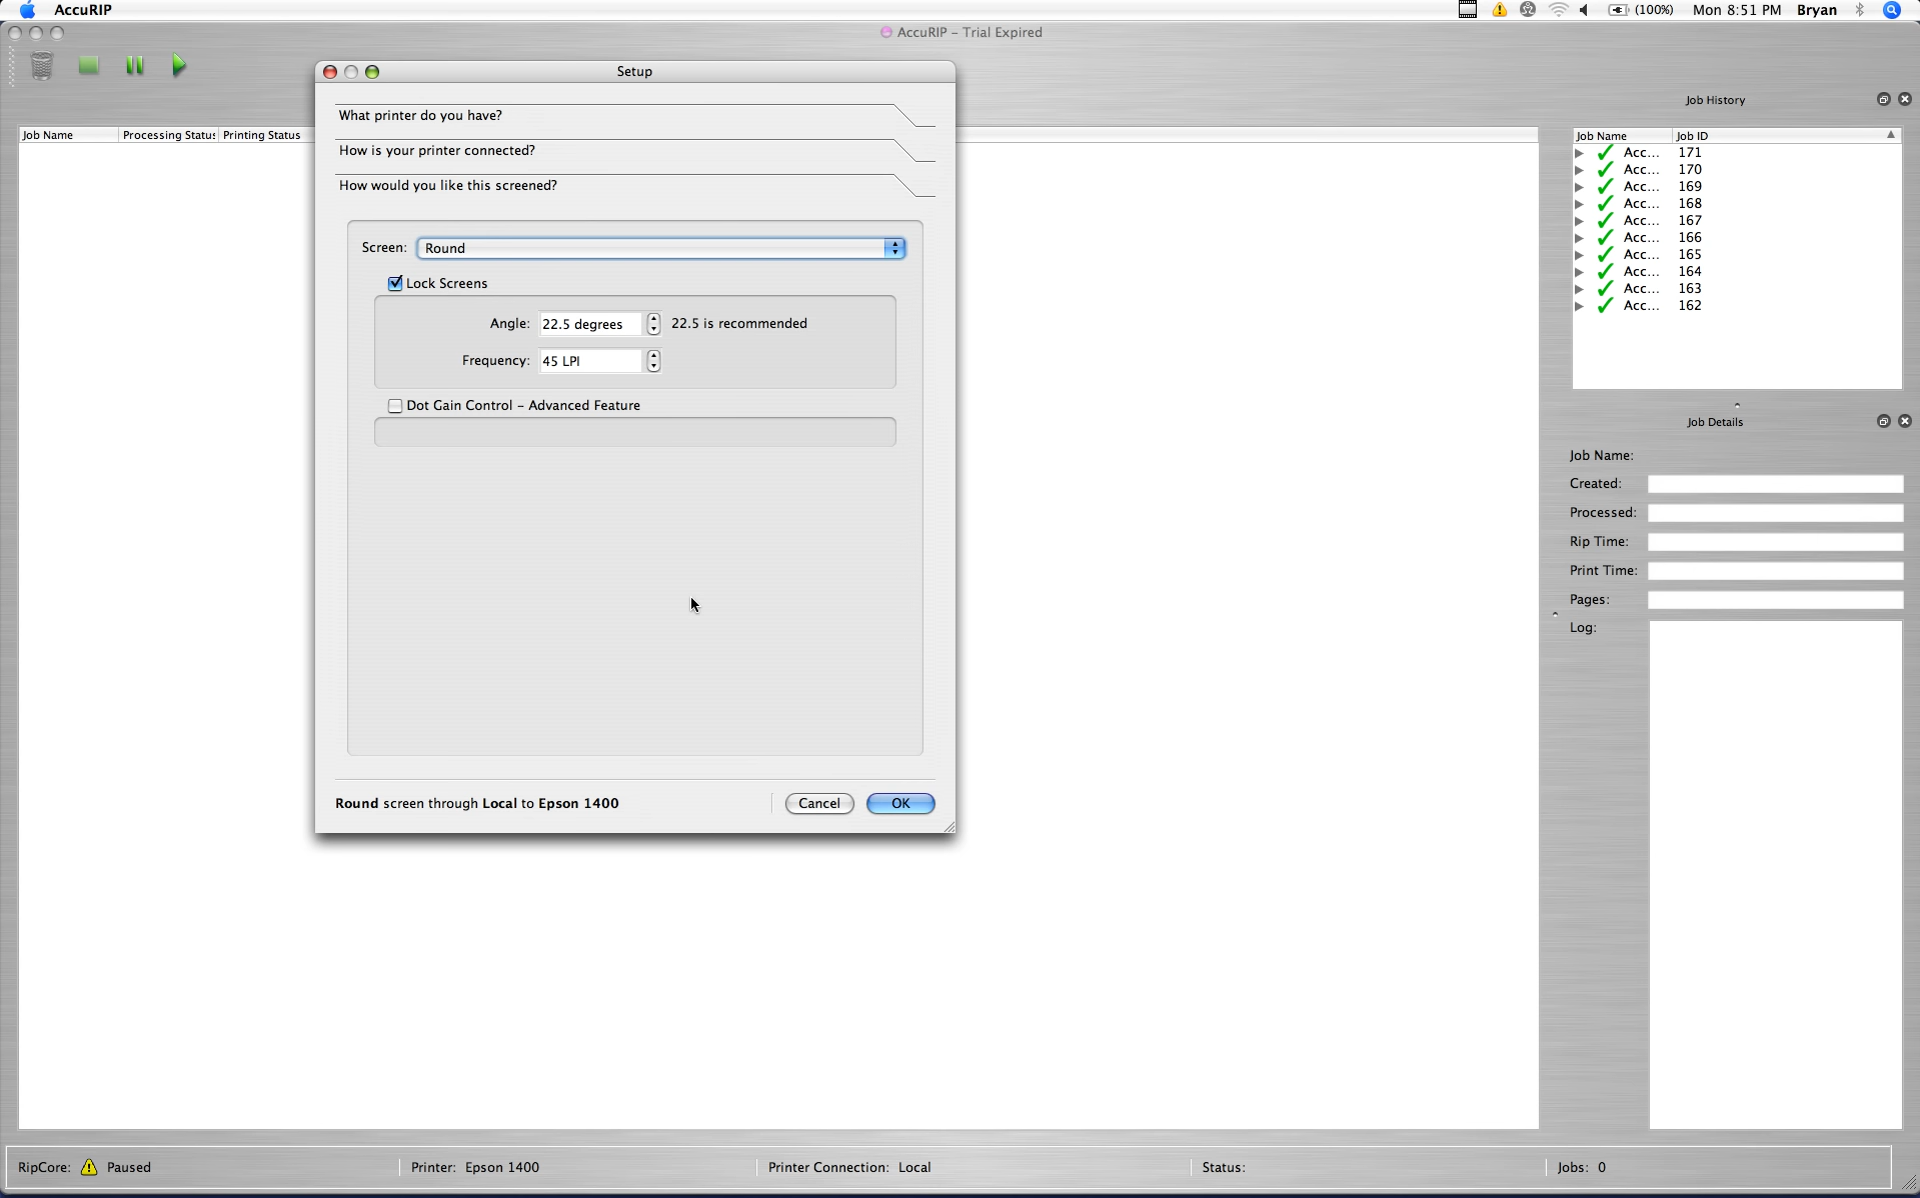 AccuRIP
(100%) Mon 8:51 PM Bryan
AccuRIP – Trial Expired
Setup
What printer do you have?
How is your printer connected?
How would you like this screened?
Screen: Round
Lock Screens
Angle: 22.5 degrees 22.5 is recommended
Frequency: 45 LPI
Dot Gain Control – Advanced Feature
Round screen through Local to Epson 1400
Cancel OK
Job Name Processing Status Printing Status
Job History
Job Name Job ID
Acc... 171
Acc... 170
Acc... 169
Acc... 168
Acc... 167
Acc... 166
Acc... 165
Acc... 164
Acc... 163
Acc... 162
Job Details
Job Name:
Created:
Processed:
Rip Time:
Print Time:
Pages:
Log:
RipCore: Paused
Printer: Epson 1400
Printer Connection: Local
Status:
Jobs: 0